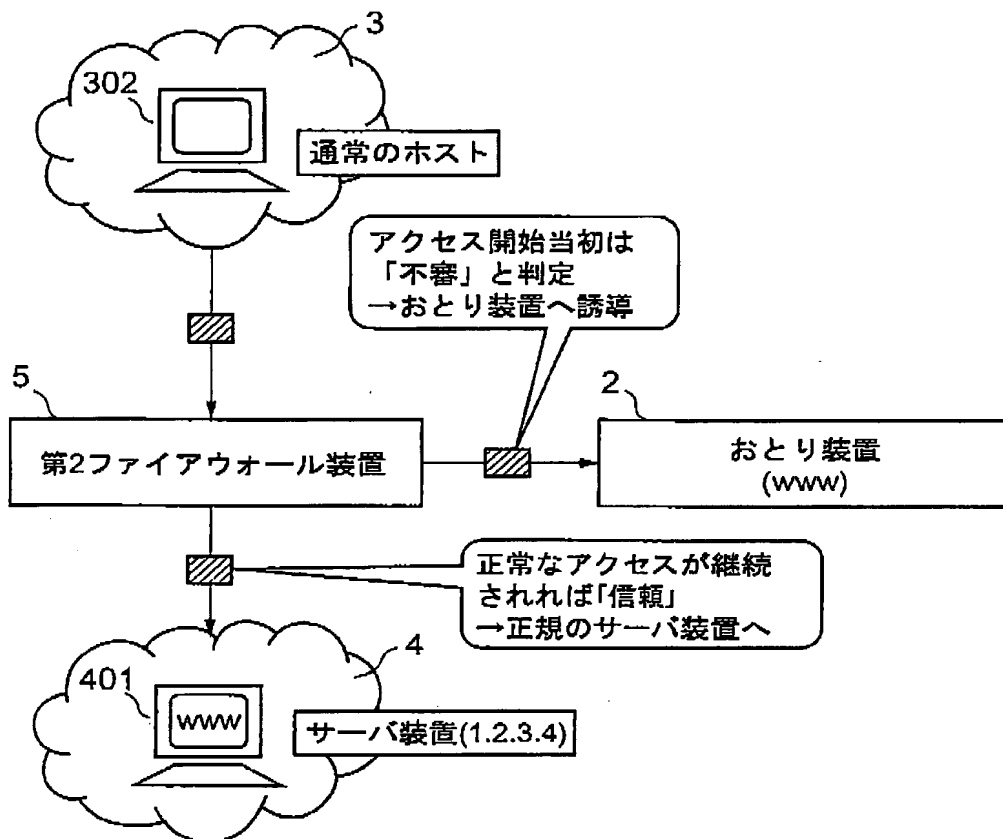 3
302
通常のホスト
アクセス開始当初は
「不審」と判定
→おとり装置へ誘導
5
2
第2ファイアウォール装置
おとり装置
(www)
正常なアクセスが継続
されれば「信頼」
→正規のサーバ装置へ
4
401
www
サーバ装置(1.2.3.4)